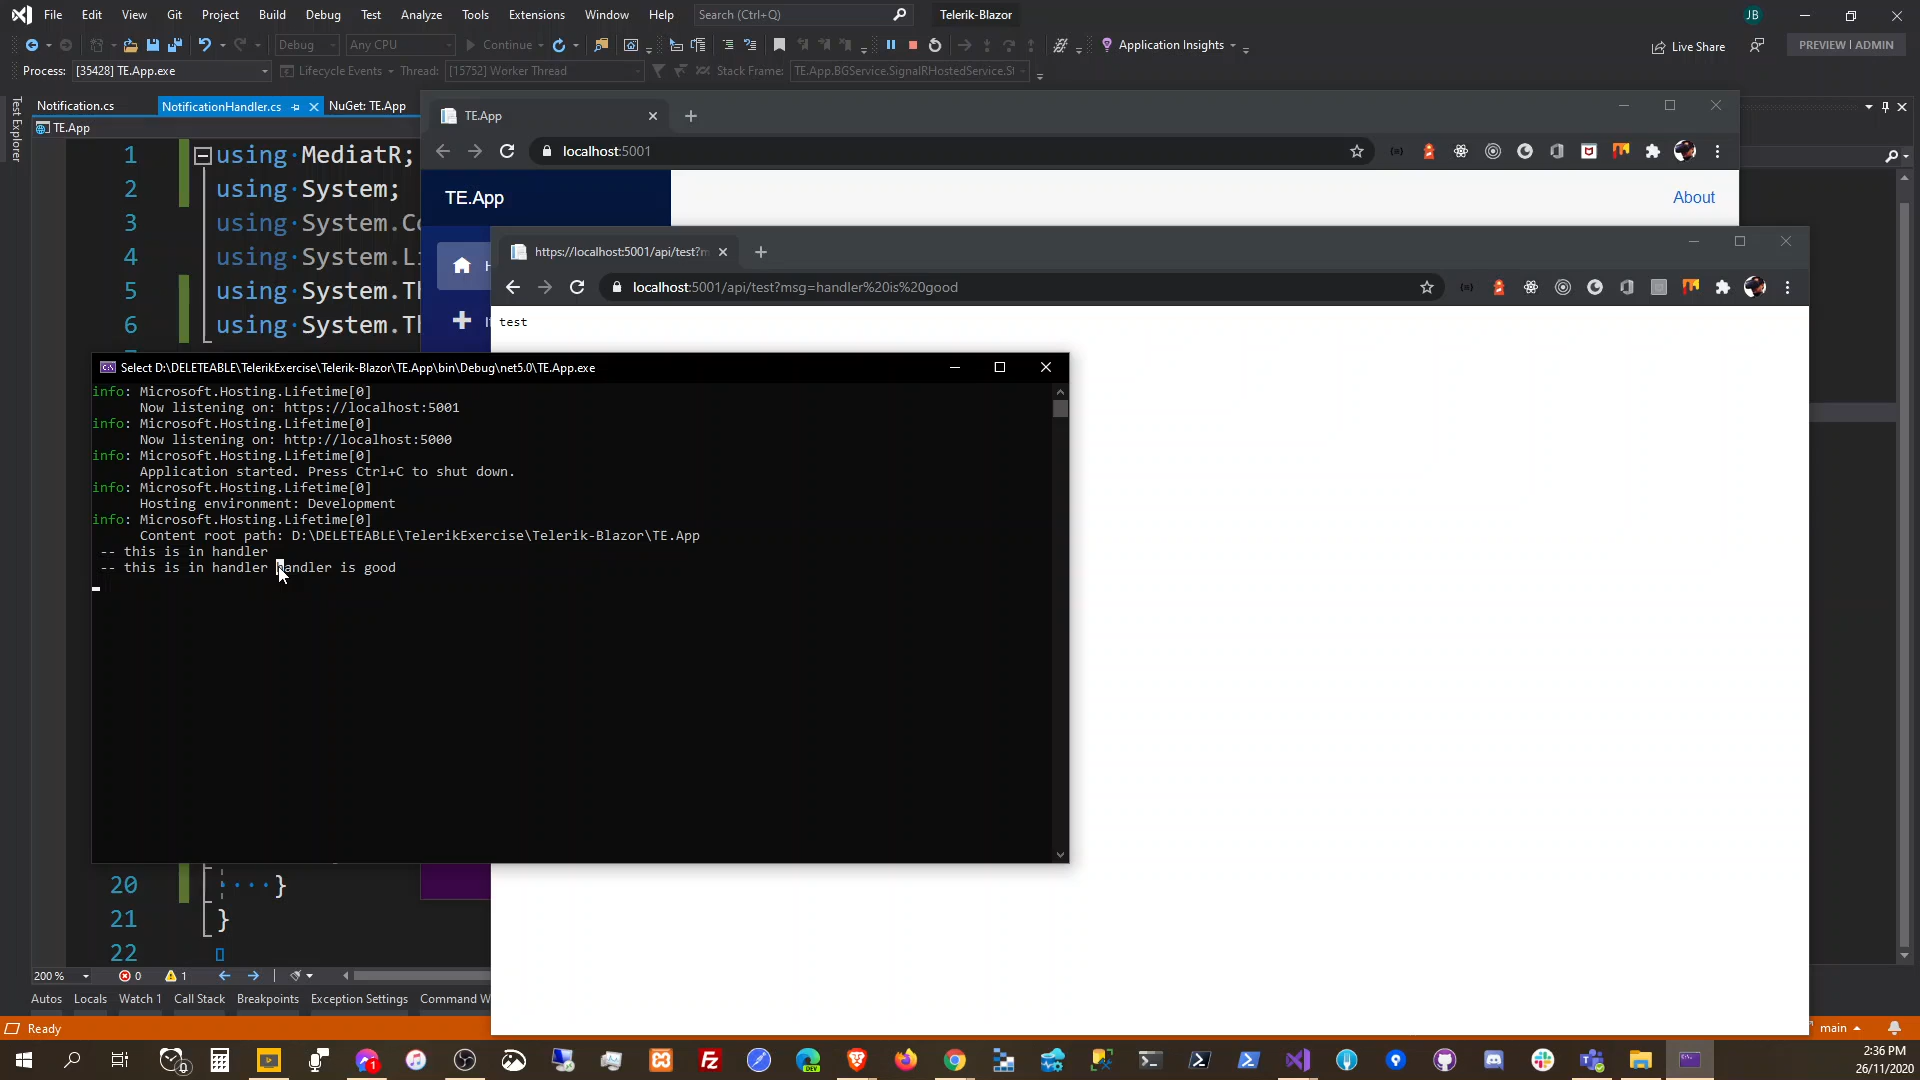 File Edit View Git Project Build Debug Test Analyze Tools Extensions Window Help Search (Ctrl+Q) Telerik-Blazor JB
Debug Any CPU Continue Application Insights Live Share PREVIEW | ADMIN
Process: [35428] TE.App.exe Lifecycle Events Thread: [15752] Worker Thread Stack Frame: TE.App.BGService.SignalRHostedService.St
Test Explorer
Notification.cs NotificationHandler.cs NuGet: TE.App
TE.App
1 using MediatR;
2 using System;
3 using System.Co
4 using System.Li
5 using System.Th
6 using System.Th
TE.App
localhost:5001
TE.App About
H
https://localhost:5001/api/test?m
localhost:5001/api/test?msg=handler%20is%20good
test
Select D:\DELETEABLE\TelerikExercise\Telerik-Blazor\TE.App\bin\Debug\net5.0\TE.App.exe
info: Microsoft.Hosting.Lifetime[0]
Now listening on: https://localhost:5001
info: Microsoft.Hosting.Lifetime[0]
Now listening on: http://localhost:5000
info: Microsoft.Hosting.Lifetime[0]
Application started. Press Ctrl+C to shut down.
info: Microsoft.Hosting.Lifetime[0]
Hosting environment: Development
info: Microsoft.Hosting.Lifetime[0]
Content root path: D:\DELETEABLE\TelerikExercise\Telerik-Blazor\TE.App
-- this is in handler
-- this is in handler handler is good
20 }
21 }
22
200 % 0 1
Autos Locals Watch 1 Call Stack Breakpoints Exception Settings Command W
Ready main
2:36 PM
26/11/2020